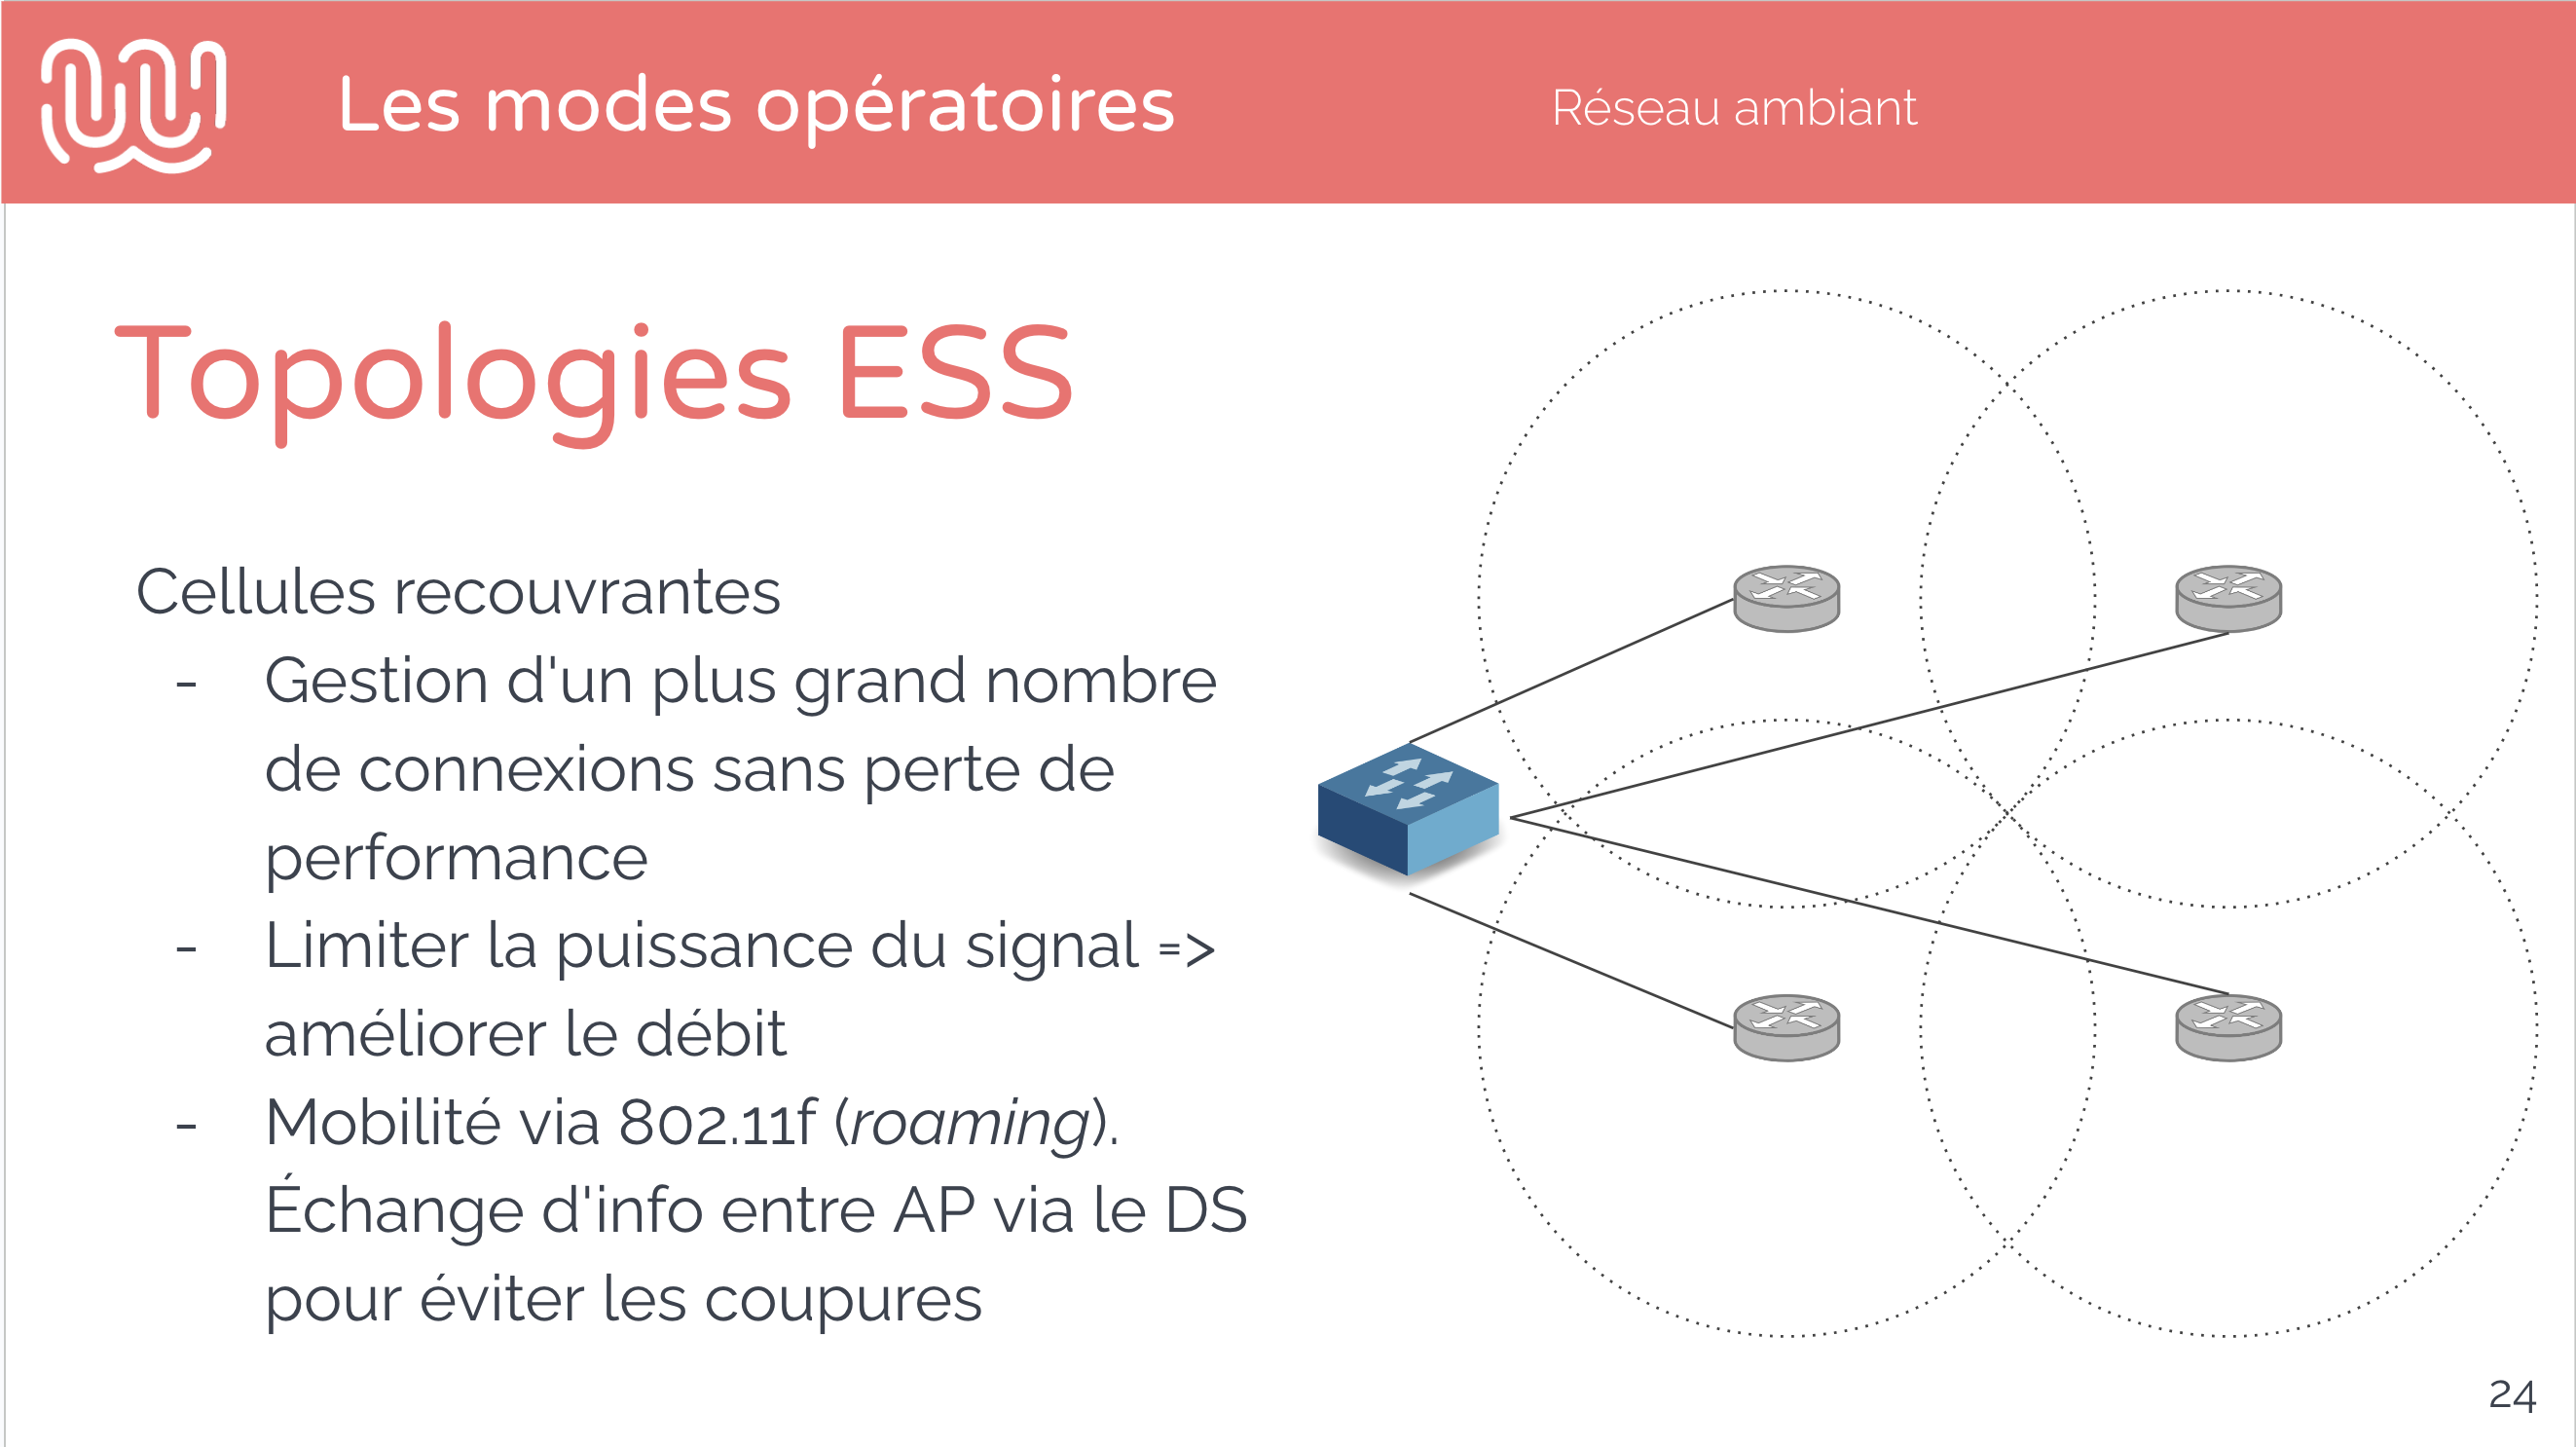 Les modes opératoires
Réseau ambiant
Topologies ESS
Cellules recouvrantes
- Gestion d'un plus grand nombre
de connexions sans perte de
performance
- Limiter la puissance du signal =>
améliorer le débit
- Mobilité via 802.11f (roaming).
Échange d'info entre AP via le DS
pour éviter les coupures
24